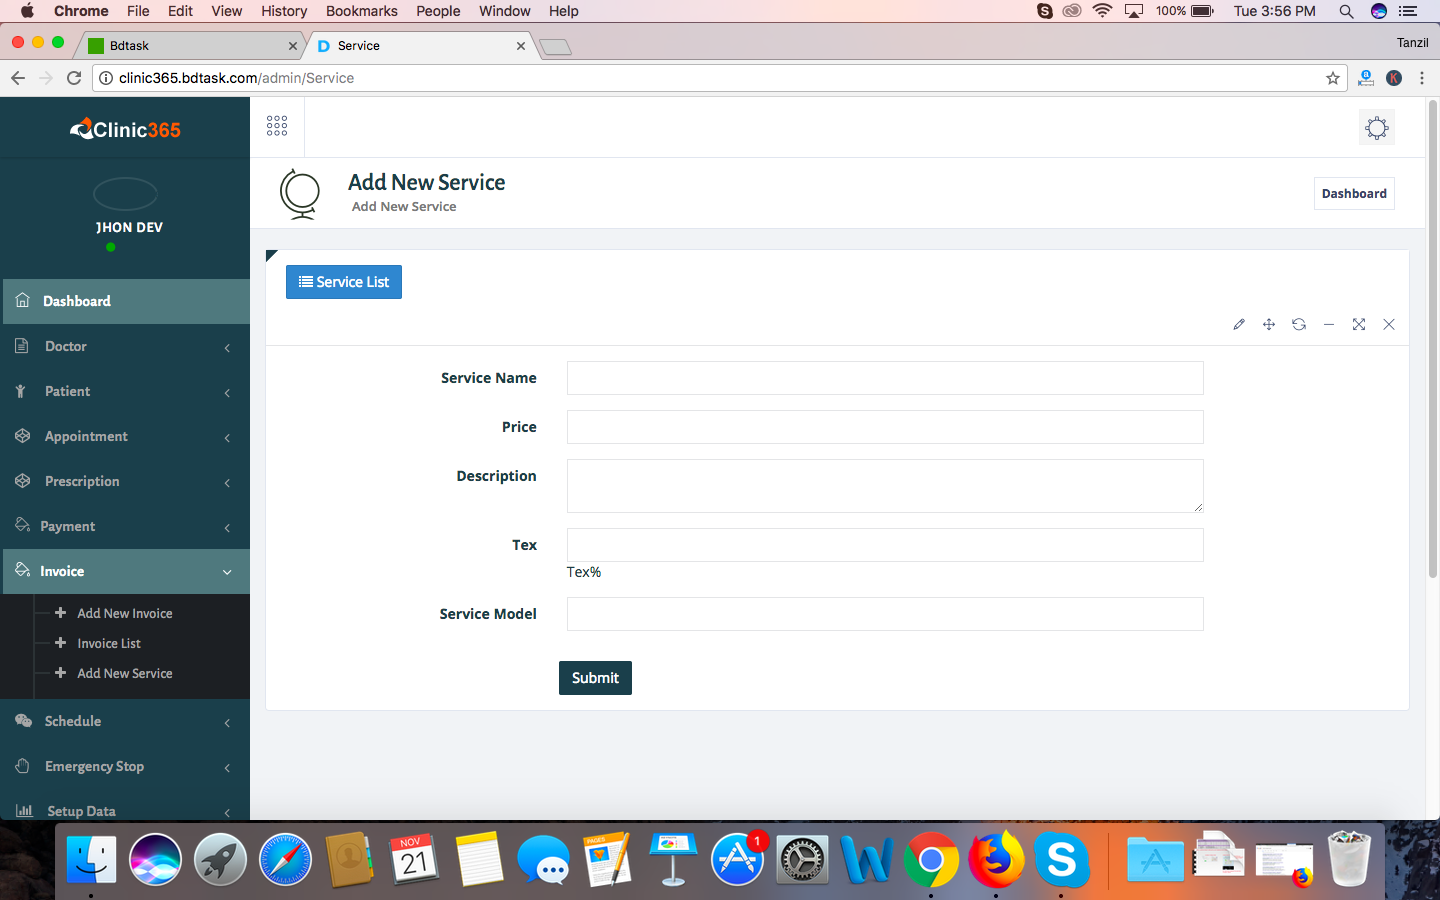 Chrome File Edit View History Bookmarks People Window Help 100% Tue 3:56 PM
Bdtask Service Tanzil
clinic365.bdtask.com/admin/Service
Clinic365
JHON DEV
Dashboard
Doctor
Patient
Appointment
Prescription
Payment
Invoice
Add New Invoice
Invoice List
Add New Service
Schedule
Emergency Stop
Setup Data
Add New Service
Add New Service
Dashboard
Service List
Service Name
Price
Description
Tex
Tex%
Service Model
Submit
NOV
21
PAGES
1